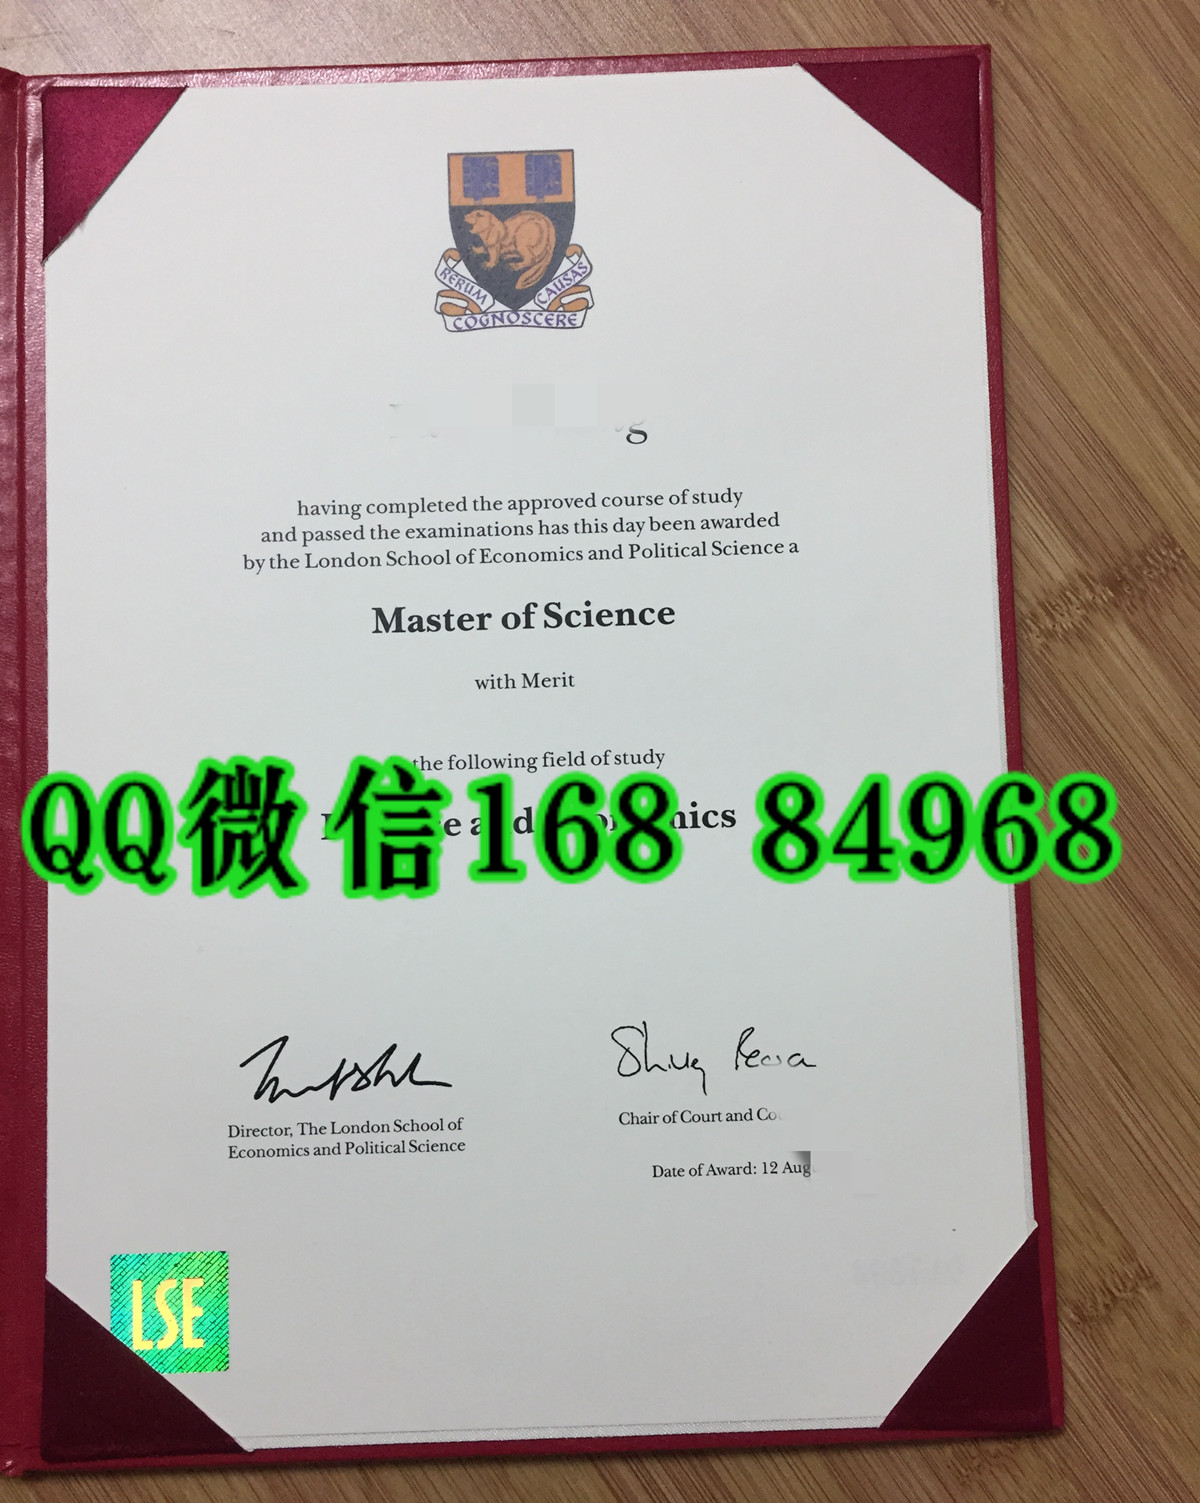 RERUM CAUSAS
COGNOSCERE
g
having completed the approved course of study
and passed the examinations has this day been awarded
by the London School of Economics and Political Science a
Master of Science
with Merit
the following field of study
QQ微信168 84968
Director, The London School of
Economics and Political Science
Chair of Court and Co
Date of Award: 12 Aug
LSE